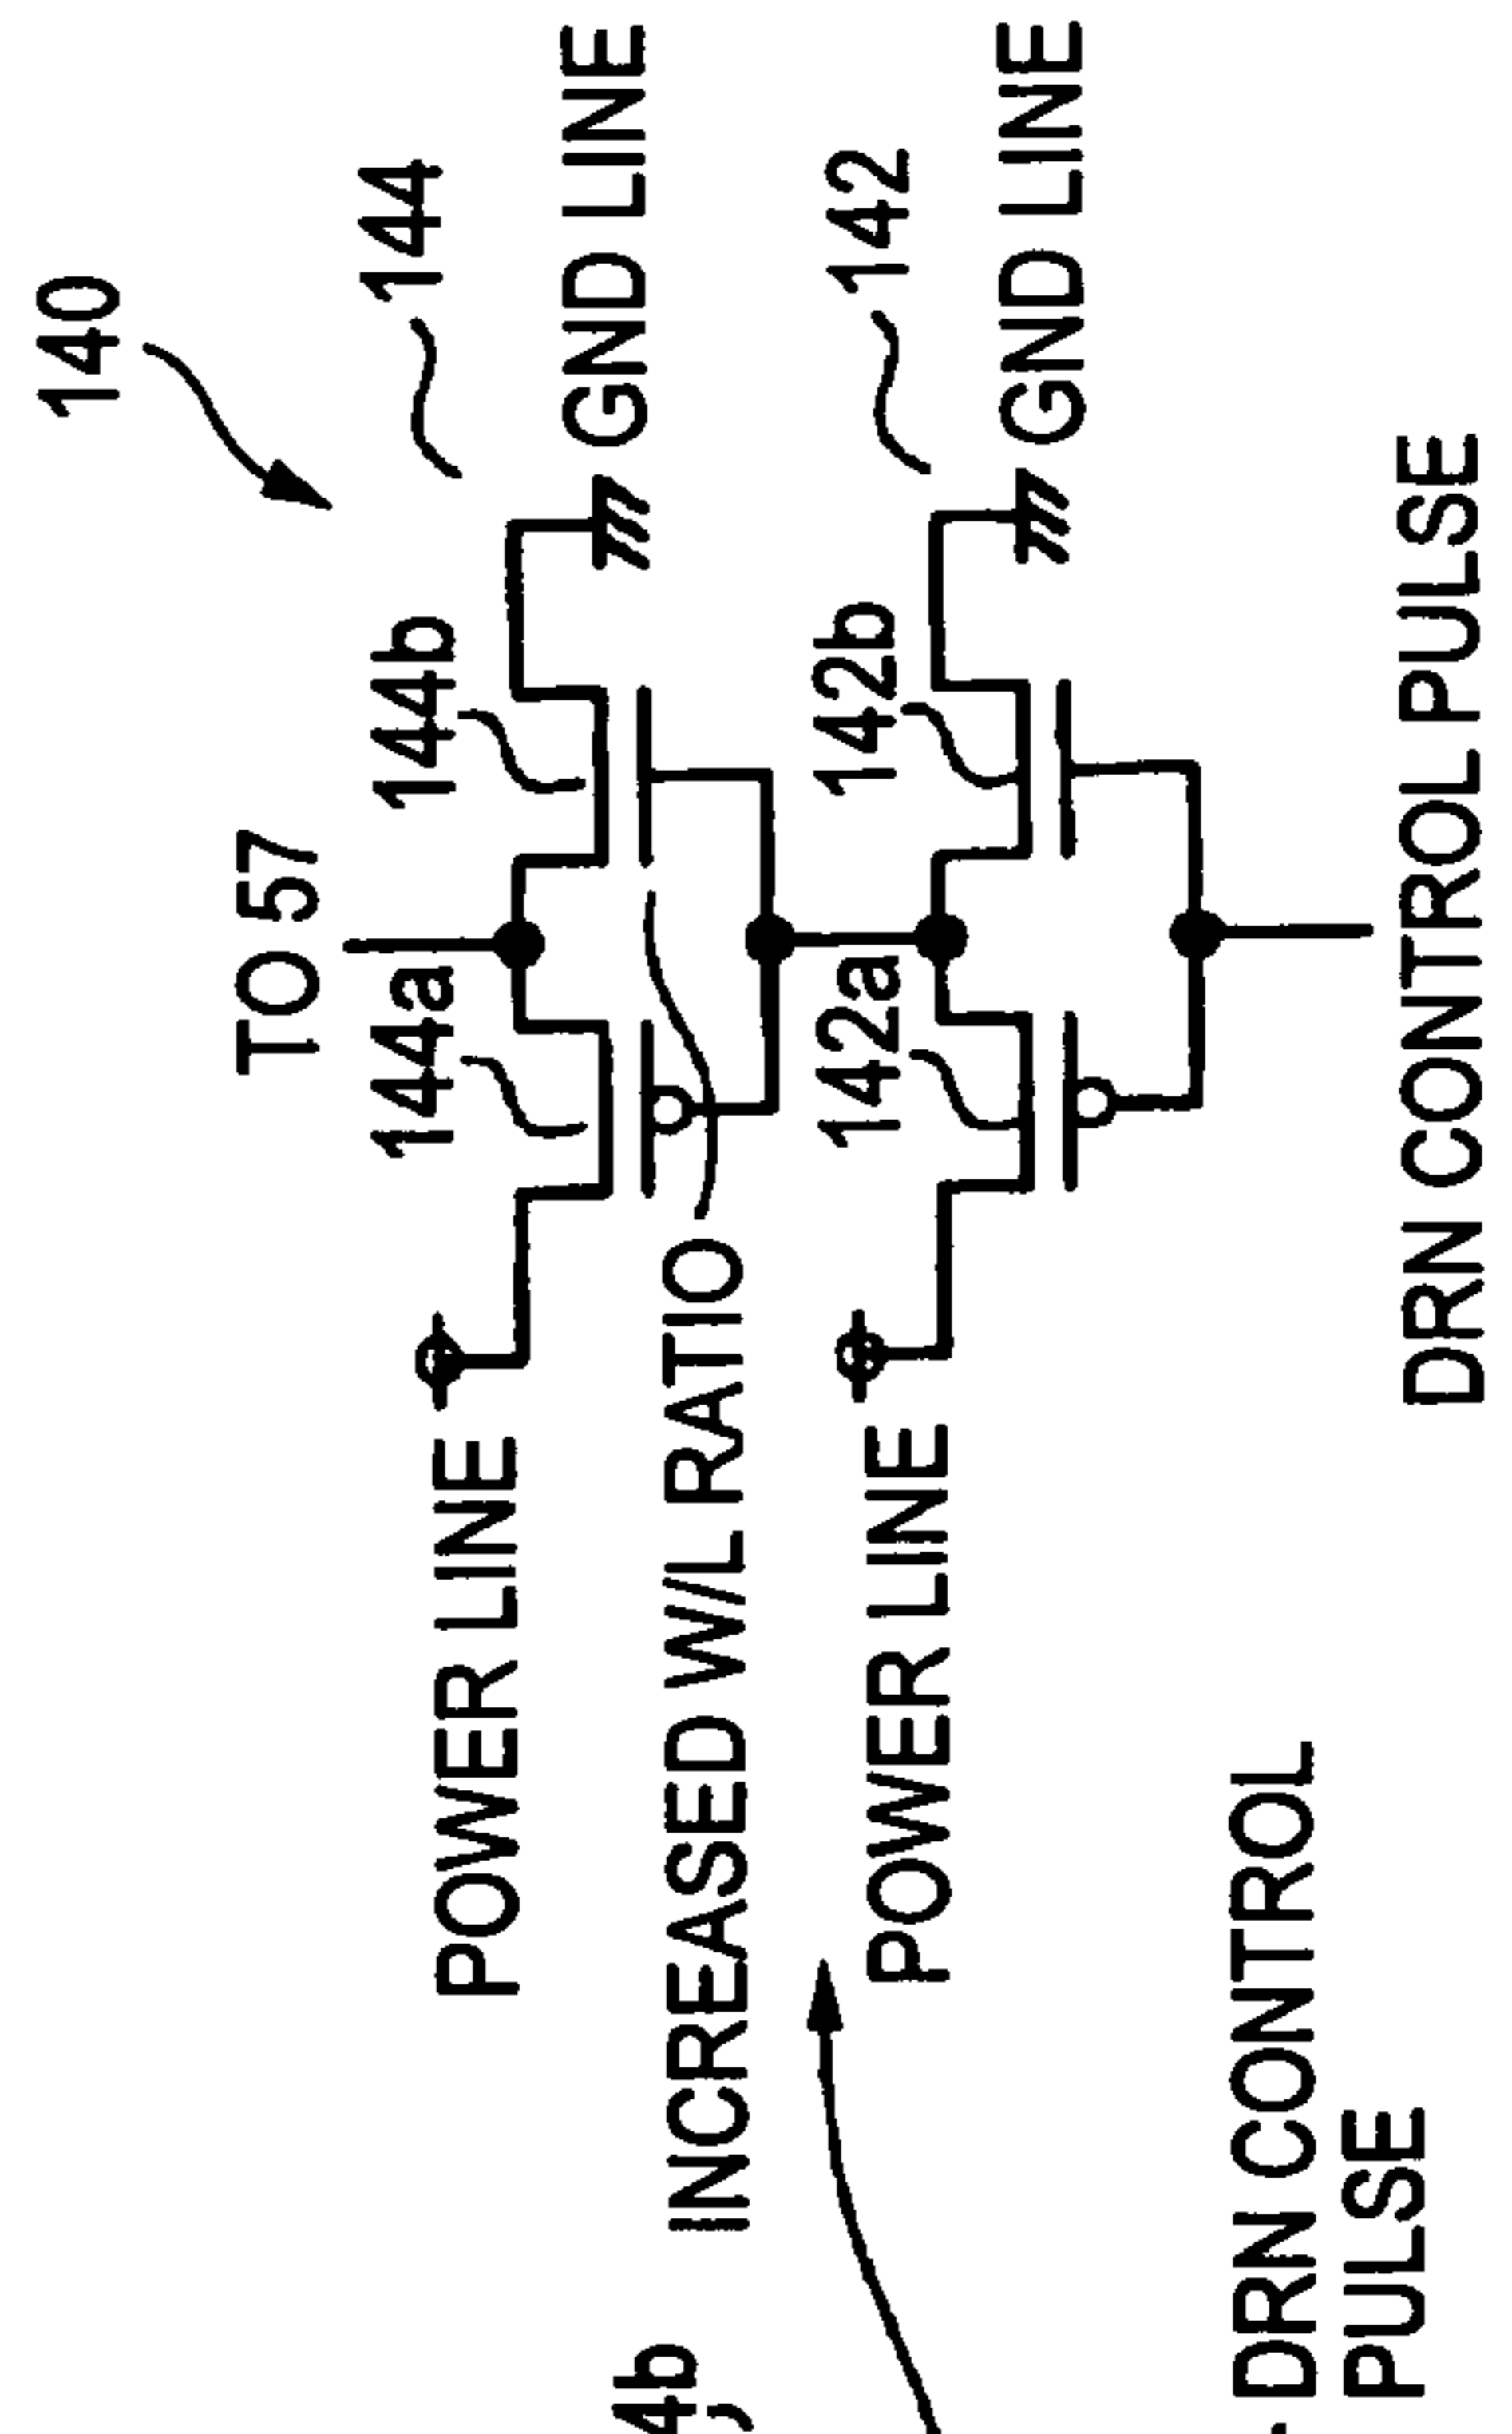 140
144
GND LINE
TO 57
144a
144b
POWER LINE
INCREASED W/L RATIO
142
GND LINE
142a
142b
POWER LINE
DRN CONTROL PULSE
4b
DRN CONTROL
PULSE